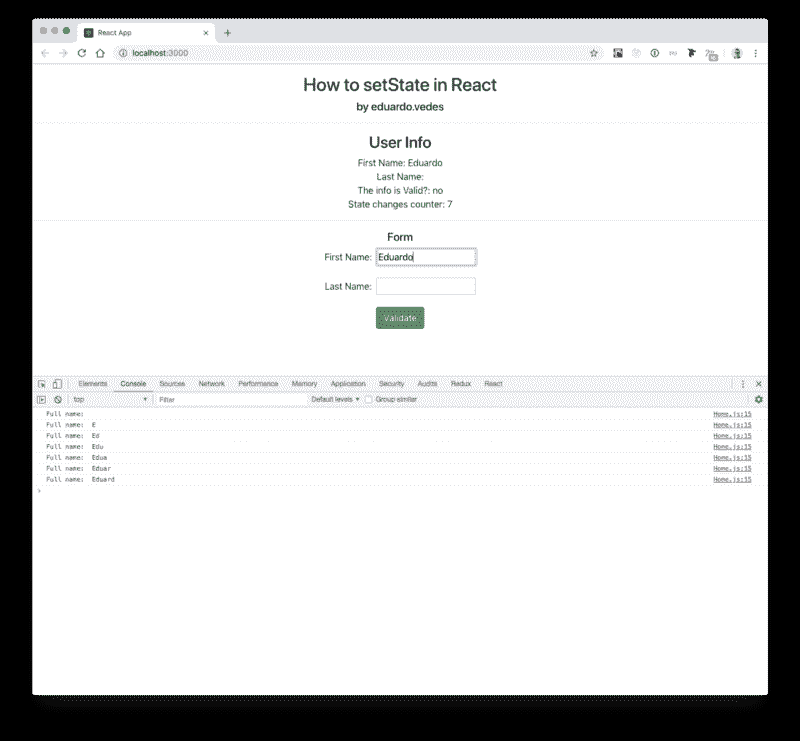 React App
localhost:3000
How to setState in React
by eduardo.vedes
User Info
First Name: Eduardo
Last Name:
The info is Valid?: no
State changes counter: 7
Form
First Name: Eduardo
Last Name:
Validate
Elements Console Sources Network Performance Memory Application Security Audits Redux React
top Filter Default levels Group similar
Full name: Home.js:15
Full name: E Home.js:15
Full name: Ed Home.js:15
Full name: Edu Home.js:15
Full name: Edua Home.js:15
Full name: Eduar Home.js:15
Full name: Eduard Home.js:15